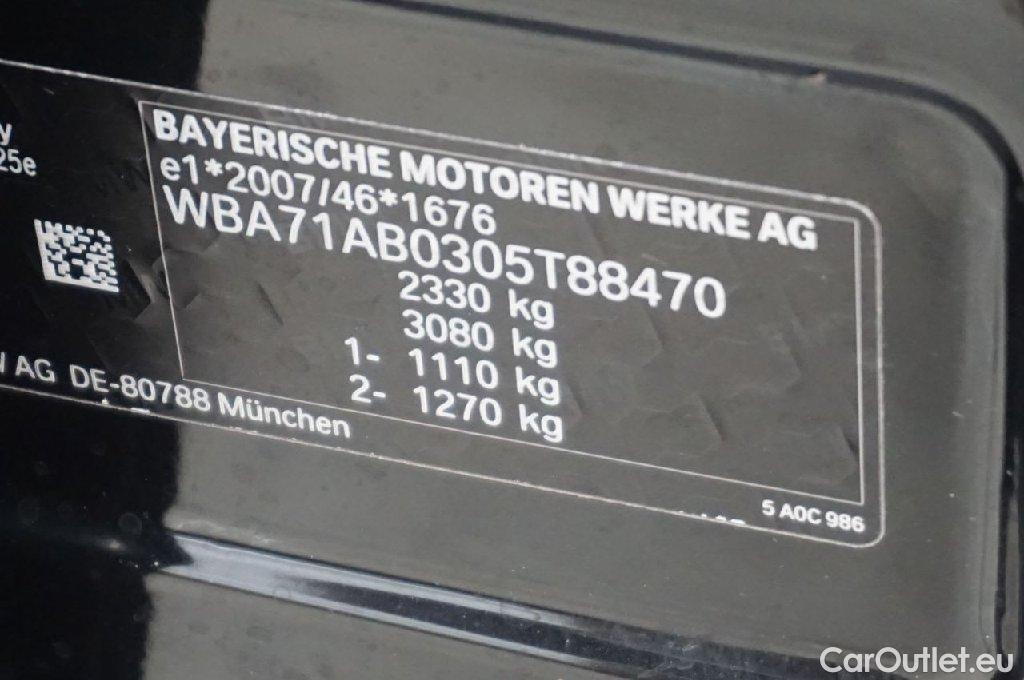 y
25e
BAYERISCHE MOTOREN WERKE AG
e1*2007/46*1676
WBA71AB0305T88470
2330 kg
3080 kg
1- 1110 kg
2- 1270 kg
AG DE-80788 München
5 A0C 986
CarOutlet.eu